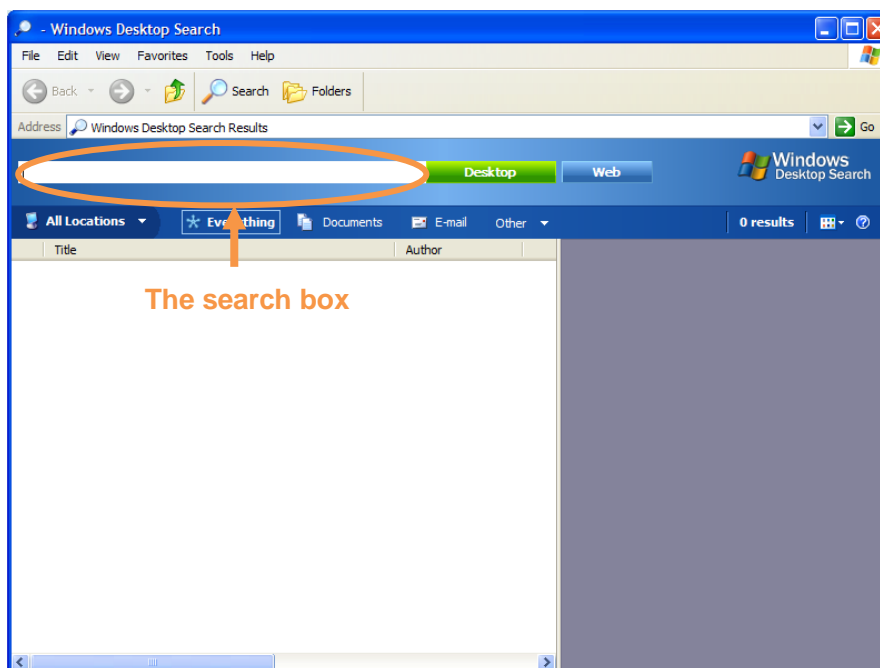 - Windows Desktop Search
File Edit View Favorites Tools Help
Back Search Folders
Address Windows Desktop Search Results Go
Desktop Web Windows Desktop Search
All Locations Everything Documents E-mail Other 0 results
Title Author
The search box